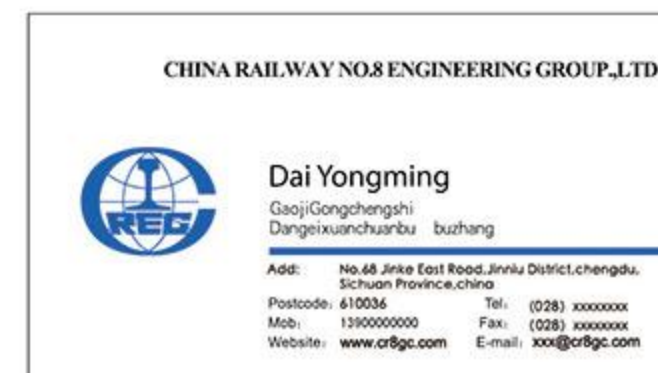 CHINA RAILWAY NO.8 ENGINEERING GROUP.,LTD
CREC
Dai Yongming
GaojiGongchengshi
Dangeixuanchuanbu buzhang
Add: No.68 Jinke East Road.Jinniu District.chengdu,
Sichuan Province,china
Postcode: 610036 Tel: (028) xxxxxxxx
Mob: 13900000000 Fax: (028) xxxxxxxx
Website: www.cr8gc.com E-mail: xxx@cr8gc.com